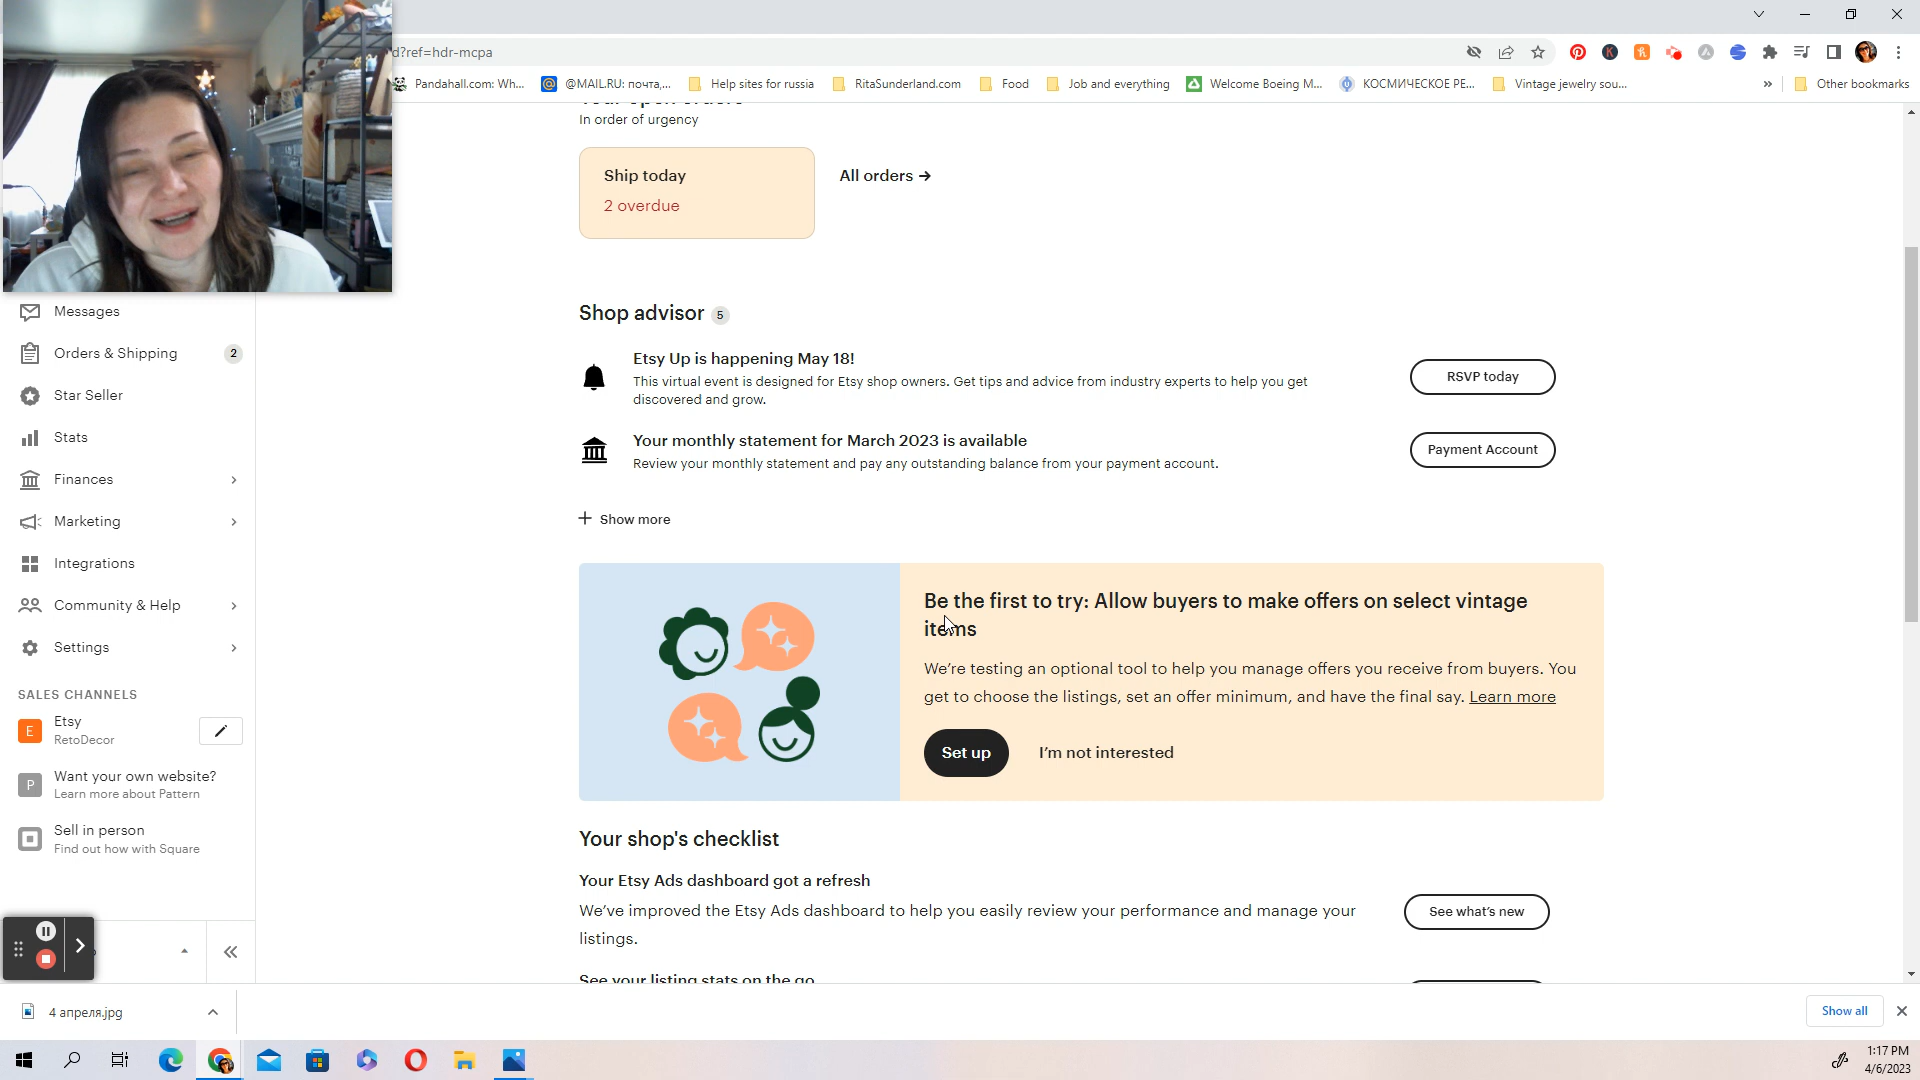 d?ref=hdr-mcpa
Pandahall.com: Wh...
@MAIL.RU: почта,...
Help sites for russia
RitaSunderland.com
Food
Job and everything
Welcome Boeing M...
КОСМИЧЕСКОЕ РЕ...
Vintage jewelry sou...
»
Other bookmarks
Your open orders
In order of urgency
Ship today
2 overdue
All orders →
Shop advisor 5
Etsy Up is happening May 18!
This virtual event is designed for Etsy shop owners. Get tips and advice from industry experts to help you get
discovered and grow.
RSVP today
Your monthly statement for March 2023 is available
Review your monthly statement and pay any outstanding balance from your payment account.
Payment Account
+ Show more
Be the first to try: Allow buyers to make offers on select vintage
items
We're testing an optional tool to help you manage offers you receive from buyers. You
get to choose the listings, set an offer minimum, and have the final say. Learn more
Set up
I'm not interested
Your shop's checklist
Your Etsy Ads dashboard got a refresh
We've improved the Etsy Ads dashboard to help you easily review your performance and manage your
listings.
See what's new
See your listing stats on the go
Messages
Orders & Shipping 2
Star Seller
Stats
Finances
Marketing
Integrations
Community & Help
Settings
SALES CHANNELS
E
Etsy
RetoDecor
P
Want your own website?
Learn more about Pattern
Sell in person
Find out how with Square
4 апреля.jpg
Show all
1:17 PM
4/6/2023